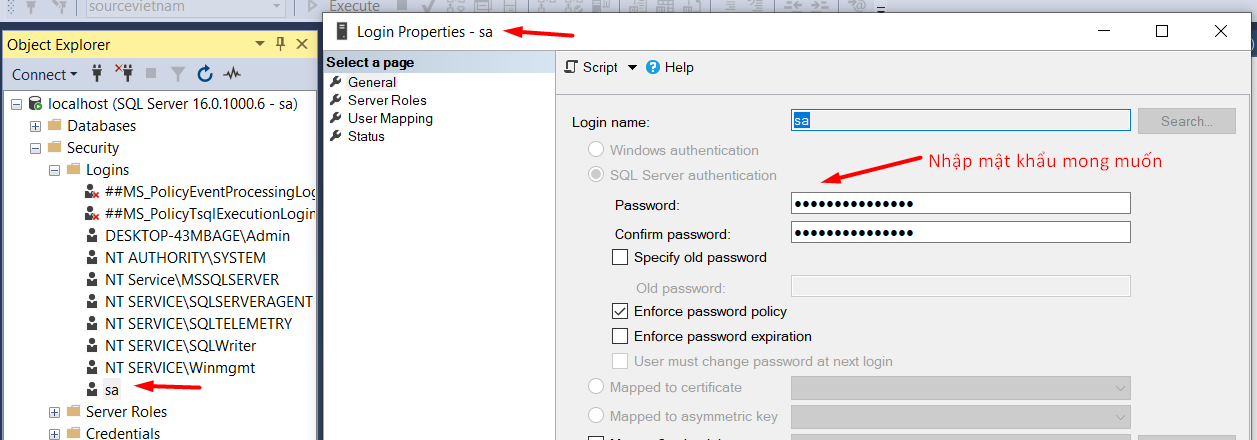 sourcevietnam
Execute
Object Explorer
Connect
localhost (SQL Server 16.0.1000.6 - sa)
Databases
Security
Logins
##MS_PolicyEventProcessingLo
##MS_PolicyTsqlExecutionLogin
DESKTOP-43MBAGE\Admin
NT AUTHORITY\SYSTEM
NT Service\MSSQLSERVER
NT SERVICE\SQLSERVERAGENT
NT SERVICE\SQLTELEMETRY
NT SERVICE\SQLWriter
NT SERVICE\Winmgmt
sa
Server Roles
Credentials
Login Properties - sa
Select a page
General
Server Roles
User Mapping
Status
Script
Help
Login name:
sa
Search...
Windows authentication
Nhập mật khẩu mong muốn
SQL Server authentication
Password:
●●●●●●●●●●●●●●●
Confirm password:
●●●●●●●●●●●●●●●
Specify old password
Old password:
Enforce password policy
Enforce password expiration
User must change password at next login
Mapped to certificate
Mapped to asymmetric key